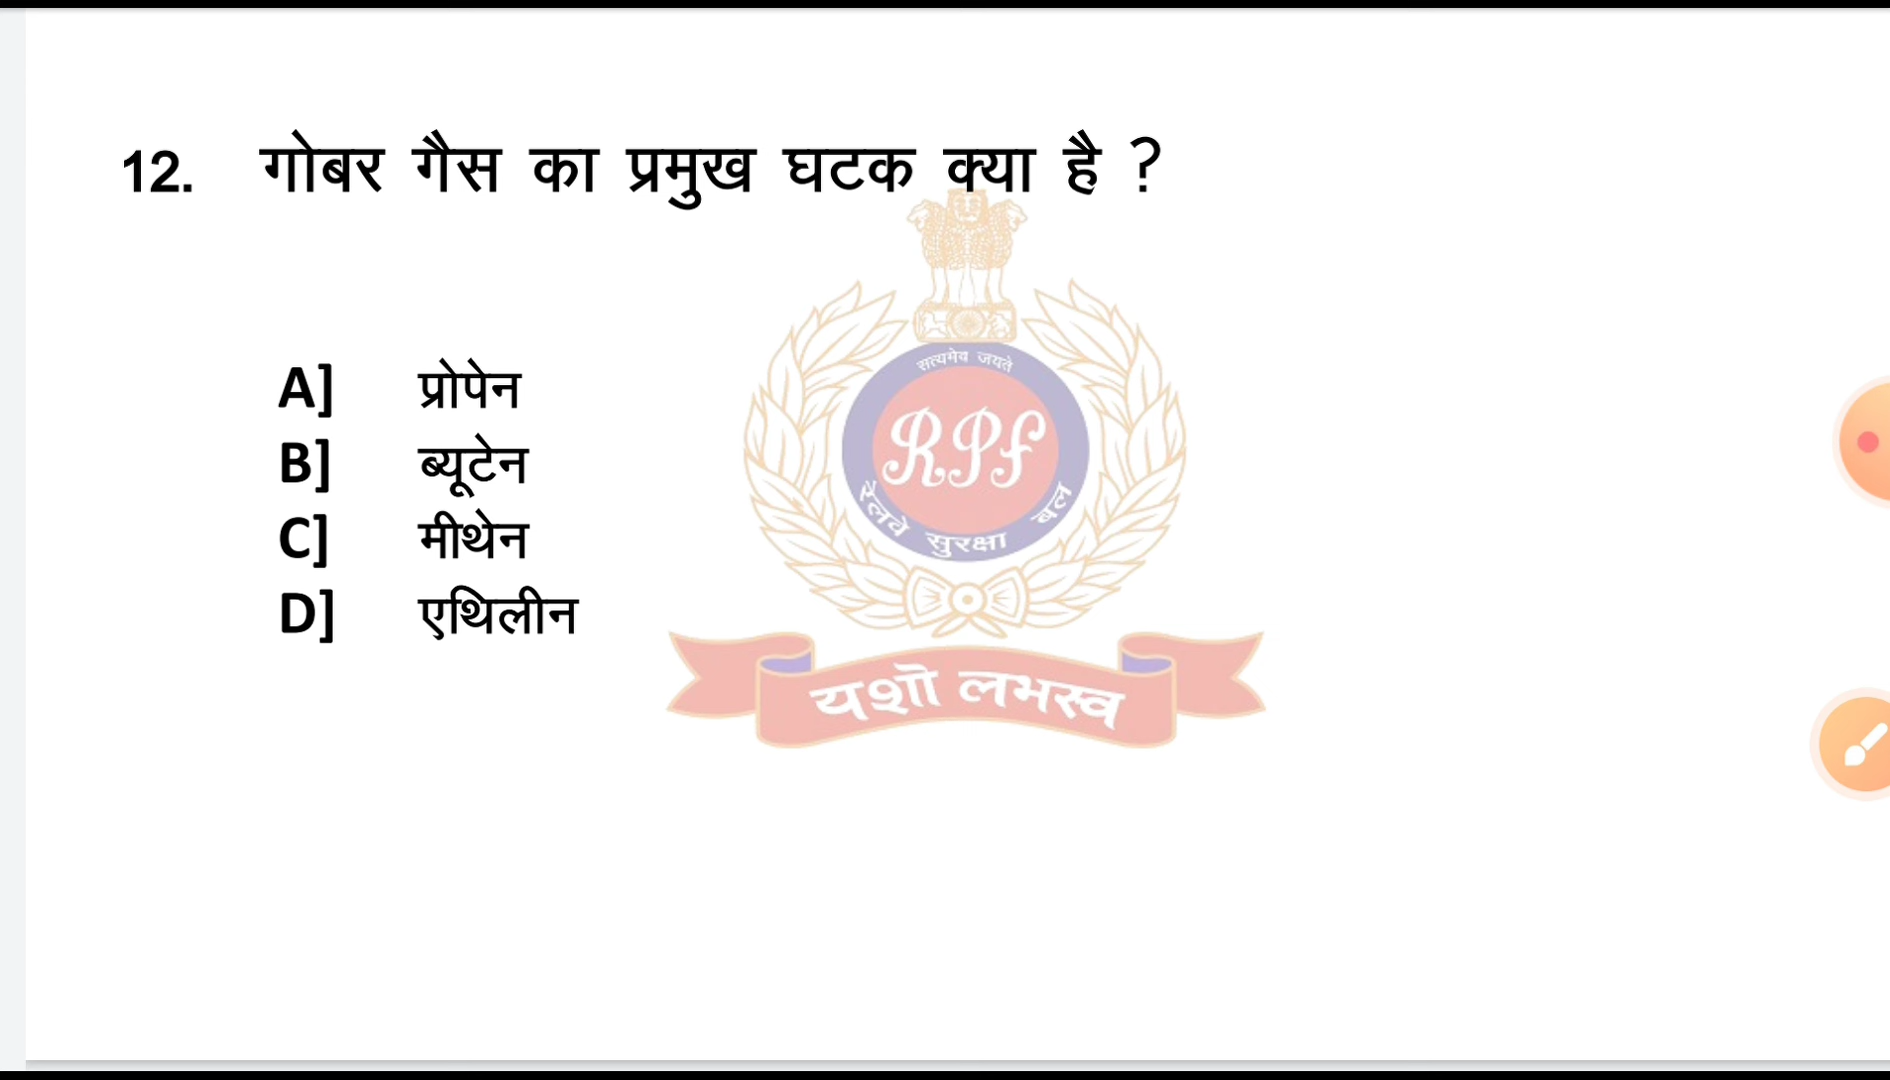 12. गोबर गैस का प्रमुख घटक क्या है ?
A] प्रोपेन
B] ब्यूटेन
C] मीथेन
D] एथिलीन
सत्यमेव जयते
RPf
रेलवे सुरक्षा बल
यशो लभस्व